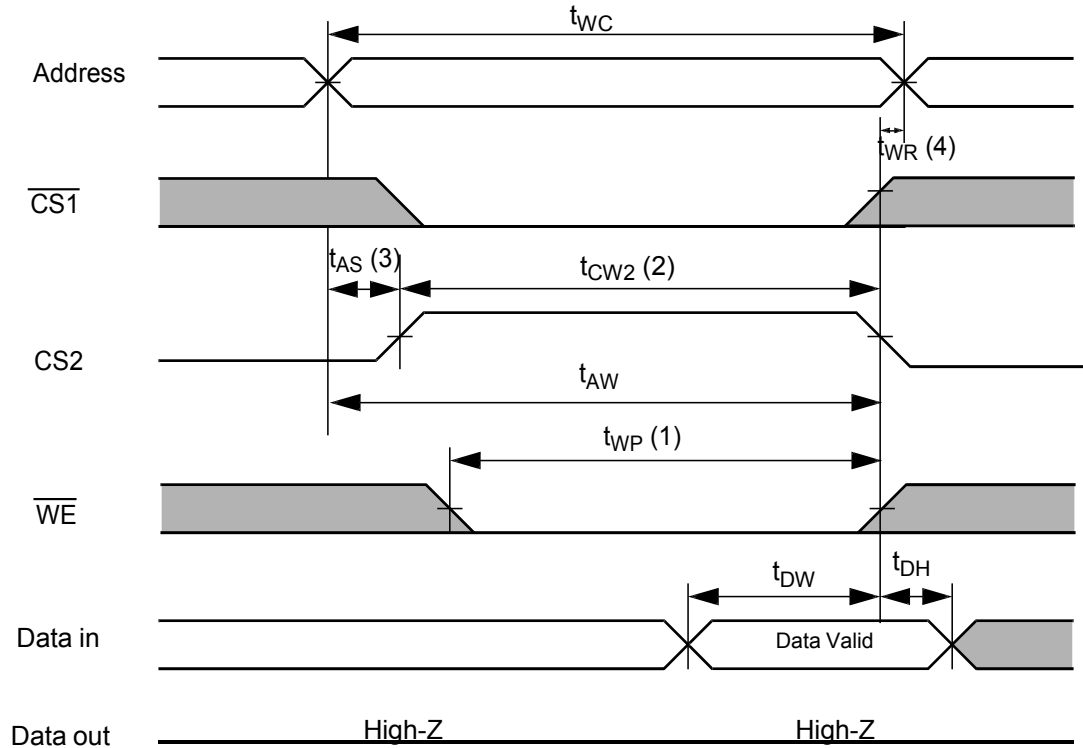 tWC
Address
tWR (4)
CS1
tAS (3)
tCW2 (2)
CS2
tAW
tWP (1)
WE
tDW
tDH
Data in
Data Valid
Data out
High-Z
High-Z